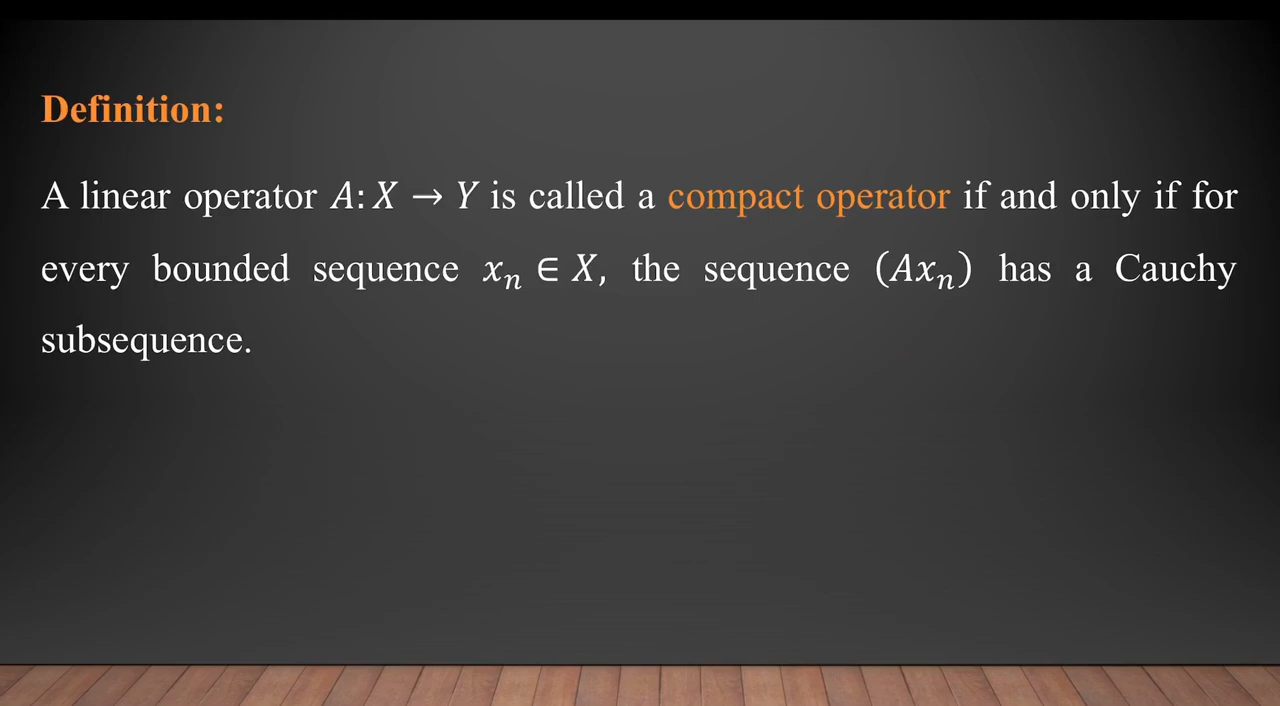 Definition:
A linear operator 𝐴: 𝑋 → 𝑌 is called a compact operator if and only if for
every bounded sequence 𝑥ₙ ∈ 𝑋, the sequence (𝐴𝑥ₙ) has a Cauchy
subsequence.